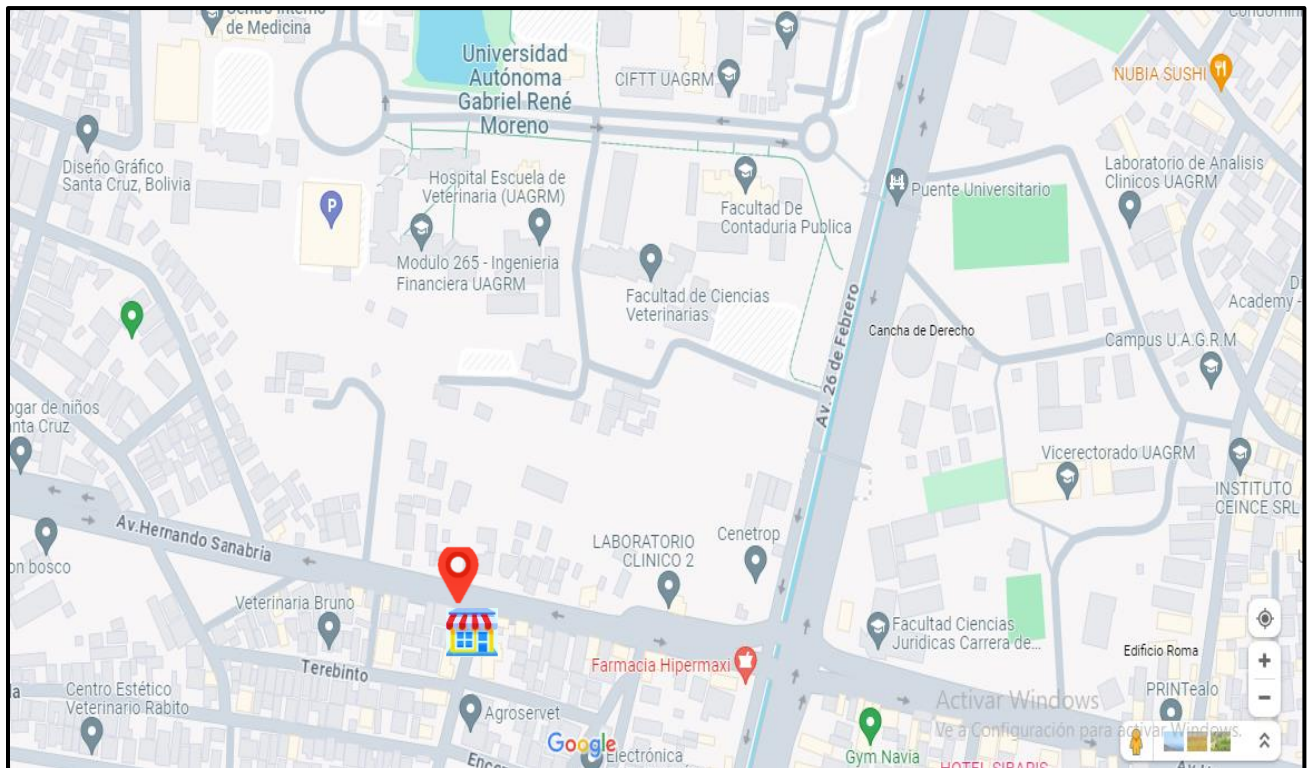 de Medicina
Universidad
Autónoma
Gabriel René
Moreno
CIFTT UAGRM
NUBIA SUSHI
Diseño Gráfico
Santa Cruz, Bolivia
P
Hospital Escuela de
Veterinaria (UAGRM)
Laboratorio de Analisis
Clinicos UAGRM
Puente Universitario
Facultad De
Contaduria Publica
Modulo 265 - Ingenieria
Financiera UAGRM
Facultad de Ciencias
Veterinarias
Academy -
Av. 26 de Febrero
Cancha de Derecho
Campus U.A.G.R.M
ogar de niños
anta Cruz
Vicerectorado UAGRM
INSTITUTO
CEINCE SRL
Av.Hernando Sanabria
LABORATORIO
CLINICO 2
Cenetrop
on bosco
Veterinaria Bruno
Facultad Ciencias
Jurídicas Carrera de...
Edificio Roma
Terebinto
Farmacia Hipermaxi
Centro Estético
Veterinario Rabito
Activar Windows
Ve a Configuración para activar Windows.
PRINTealo
Agroservet
Google
Electrónica
Gym Navia